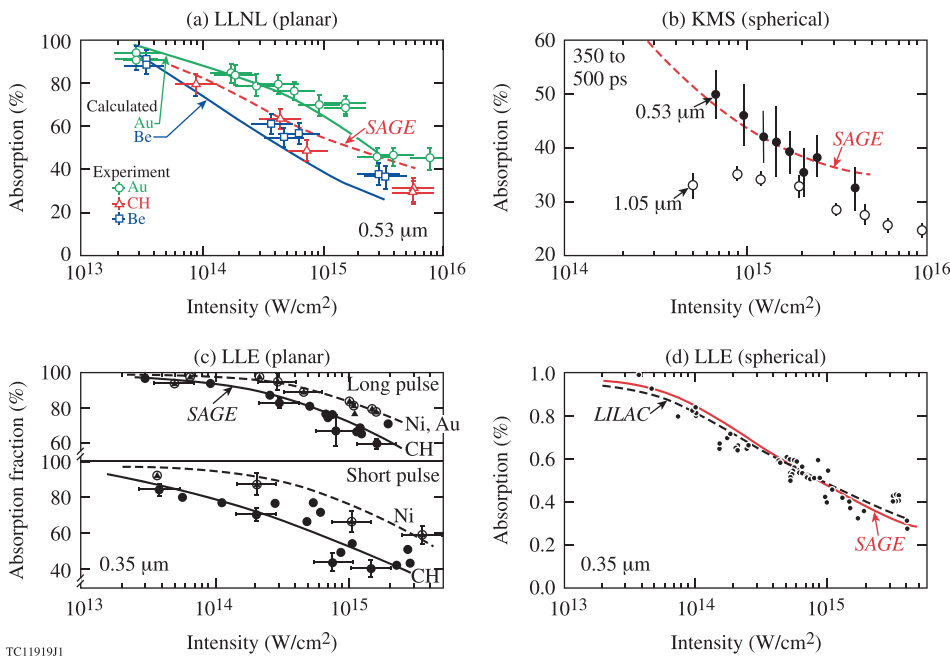 (a) LLNL (planar)
Absorption (%)
100
80
60
40
20
0
Calculated
Au
Be
Experiment
Au
CH
Be
SAGE
0.53 µm
10^13
10^14
10^15
10^16
Intensity (W/cm^2)
(b) KMS (spherical)
Absorption (%)
60
50
40
30
20
350 to
500 ps
0.53 µm
SAGE
1.05 µm
10^14
10^15
10^16
Intensity (W/cm^2)
(c) LLE (planar)
Absorption fraction (%)
100
80
60
Long pulse
SAGE
Ni, Au
CH
100
80
60
40
Short pulse
Ni
CH
0.35 µm
10^13
10^14
10^15
Intensity (W/cm^2)
(d) LLE (spherical)
Absorption (%)
1.0
0.8
0.6
0.4
0.2
0.0
LILAC
SAGE
0.35 µm
10^13
10^14
10^15
Intensity (W/cm^2)
TC11919J1